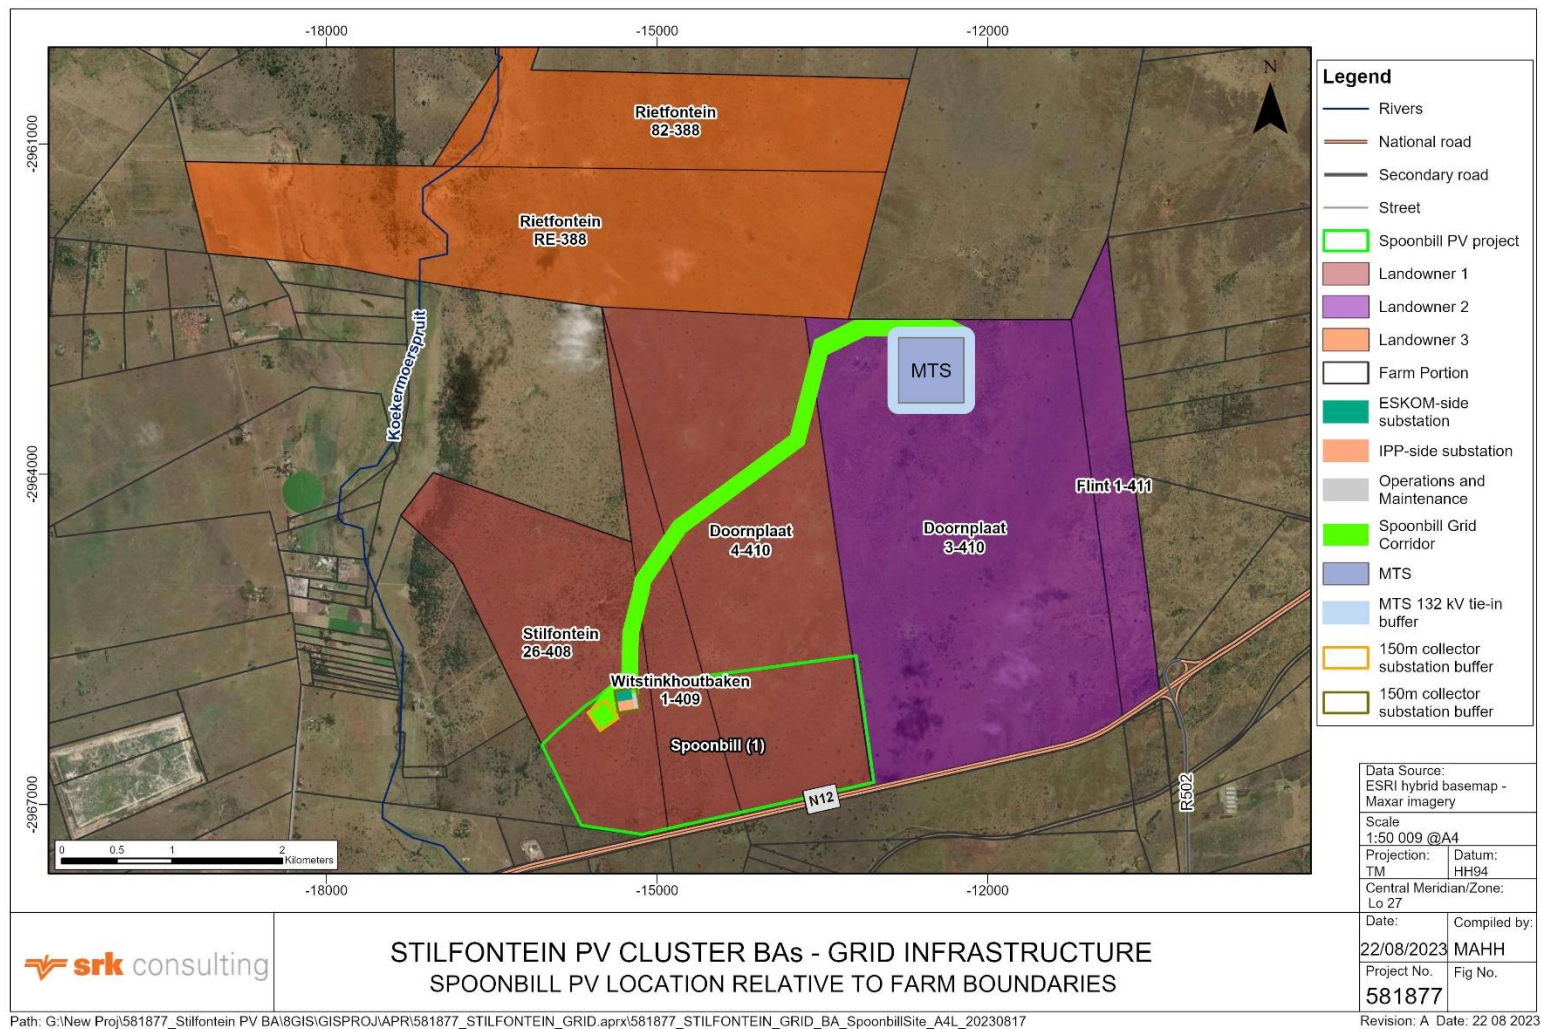 -18000
-15000
-12000
-2961000
-2964000
-2967000
N
Rietfontein
82-388
Rietfontein
RE-388
Koekermoerspruit
MTS
Flint 1-411
Doornplaat
4-410
Doornplaat
3-410
Stilfontein
26-408
Witstinkhoutbaken
1-409
Spoonbill (1)
N12
R502
0 0.5 1 2
Kilometers
-18000
-15000
-12000
Legend
Rivers
National road
Secondary road
Street
Spoonbill PV project
Landowner 1
Landowner 2
Landowner 3
Farm Portion
ESKOM-side
substation
IPP-side substation
Operations and
Maintenance
Spoonbill Grid
Corridor
MTS
MTS 132 kV tie-in
buffer
150m collector
substation buffer
150m collector
substation buffer
Data Source:
ESRI hybrid basemap -
Maxar imagery
Scale
1:50 009 @A4
Projection: Datum:
TM HH94
Central Meridian/Zone:
Lo 27
Date: Compiled by:
22/08/2023 MAHH
Project No. Fig No.
581877
srk consulting
STILFONTEIN PV CLUSTER BAs - GRID INFRASTRUCTURE
SPOONBILL PV LOCATION RELATIVE TO FARM BOUNDARIES
Path: G:\New Proj\581877_Stilfontein PV BA\8GIS\GISPROJ\APR\581877_STILFONTEIN_GRID.aprx\581877_STILFONTEIN_GRID_BA_SpoonbillSite_A4L_20230817
Revision: A Date: 22 08 2023